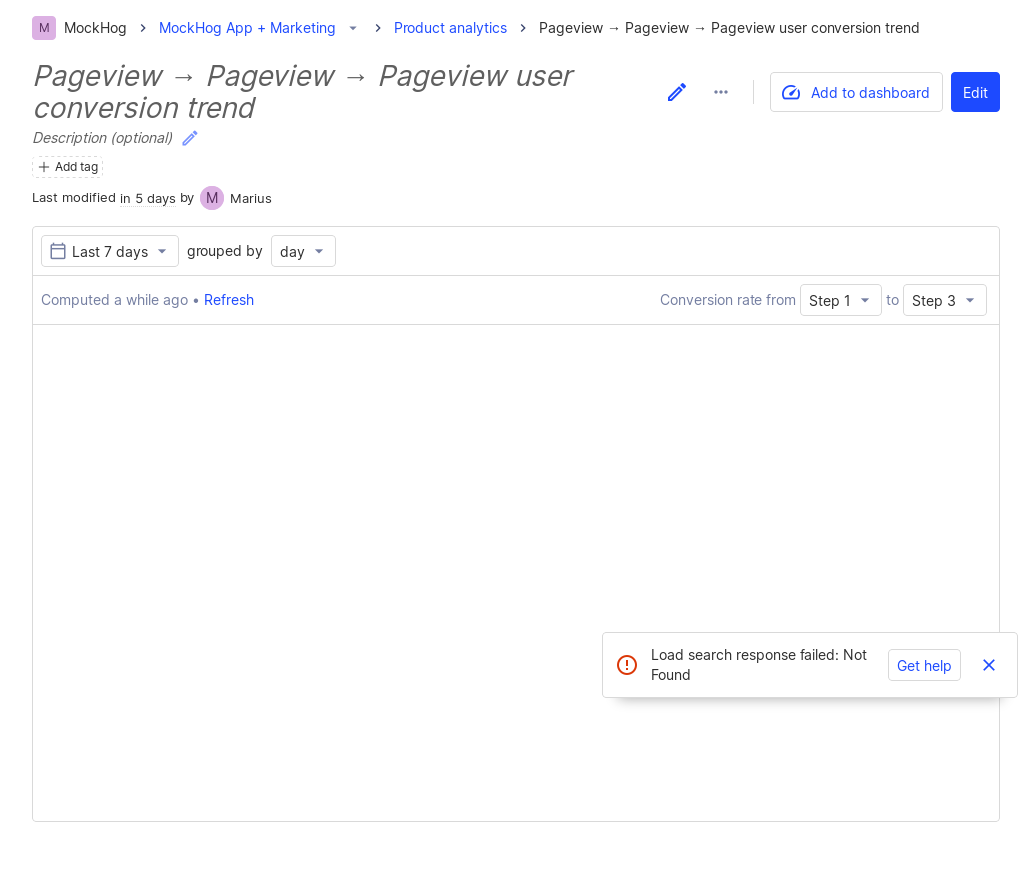 M MockHog > MockHog App + Marketing > Product analytics > Pageview → Pageview → Pageview user conversion trend
Pageview → Pageview → Pageview user
conversion trend
Add to dashboard
Edit
Description (optional)
+ Add tag
Last modified in 5 days by M Marius
Last 7 days grouped by day
Computed a while ago • Refresh
Conversion rate from Step 1 to Step 3
Load search response failed: Not
Found
Get help